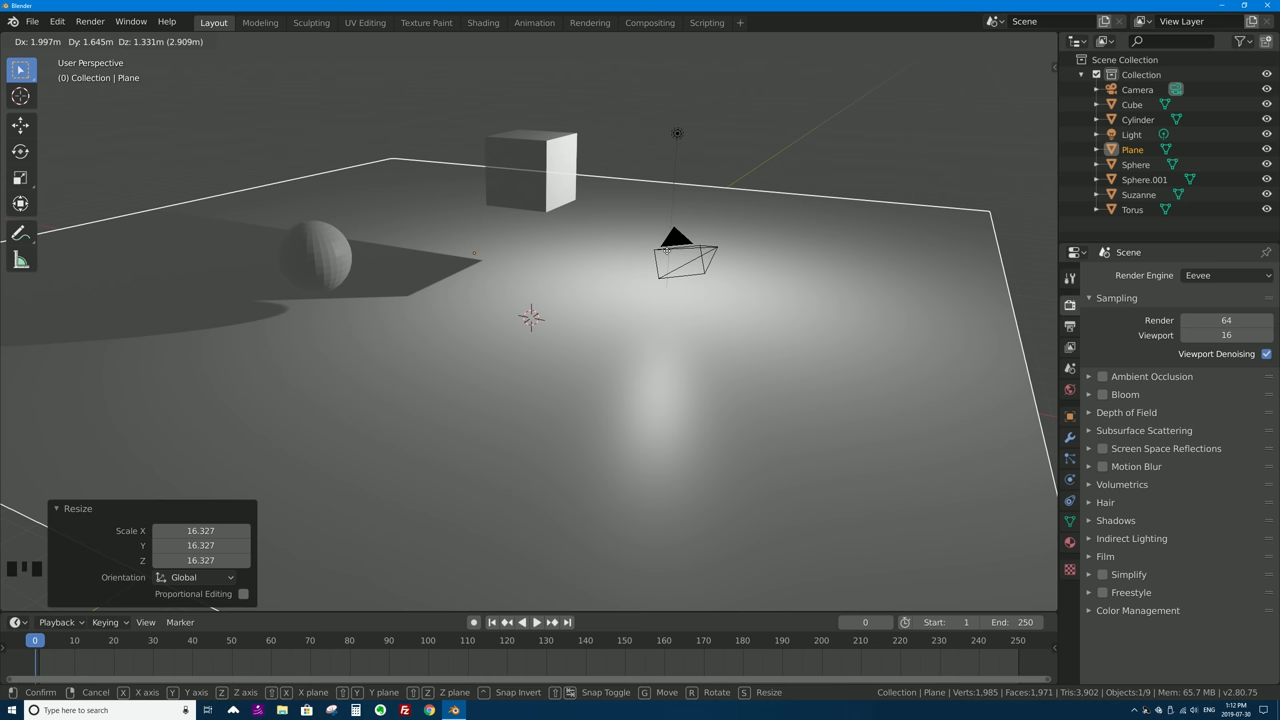 Blender
File Edit Render Window Help Layout Modeling Sculpting UV Editing Texture Paint Shading Animation Rendering Compositing Scripting + Scene View Layer
Dx: 1.997m Dy: 1.645m Dz: 1.331m (2.909m)
User Perspective
(0) Collection | Plane
Scene Collection
Collection
Camera
Cube
Cylinder
Light
Plane
Sphere
Sphere.001
Suzanne
Torus
Scene
Render Engine Eevee
Sampling
Render 64
Viewport 16
Viewport Denoising
Ambient Occlusion
Bloom
Depth of Field
Subsurface Scattering
Screen Space Reflections
Motion Blur
Volumetrics
Hair
Shadows
Indirect Lighting
Film
Simplify
Freestyle
Color Management
Resize
Scale X 16.327
Y 16.327
Z 16.327
Orientation Global
Proportional Editing
Playback Keying View Marker 0 Start: 1 End: 250
0 10 20 30 40 50 60 70 80 90 100 110 120 130 140 150 160 170 180 190 200 210 220 230 240 250
Confirm Cancel X X axis Y Y axis Z Z axis X X plane Y Y plane Z Z plane Snap Invert Snap Toggle G Move R Rotate S Resize Collection | Plane | Verts:1,985 | Faces:1,971 | Tris:3,902 | Objects:1/9 | Mem: 65.7 MB | v2.80.75
Type here to search ENG 1:12 PM
2019-07-30